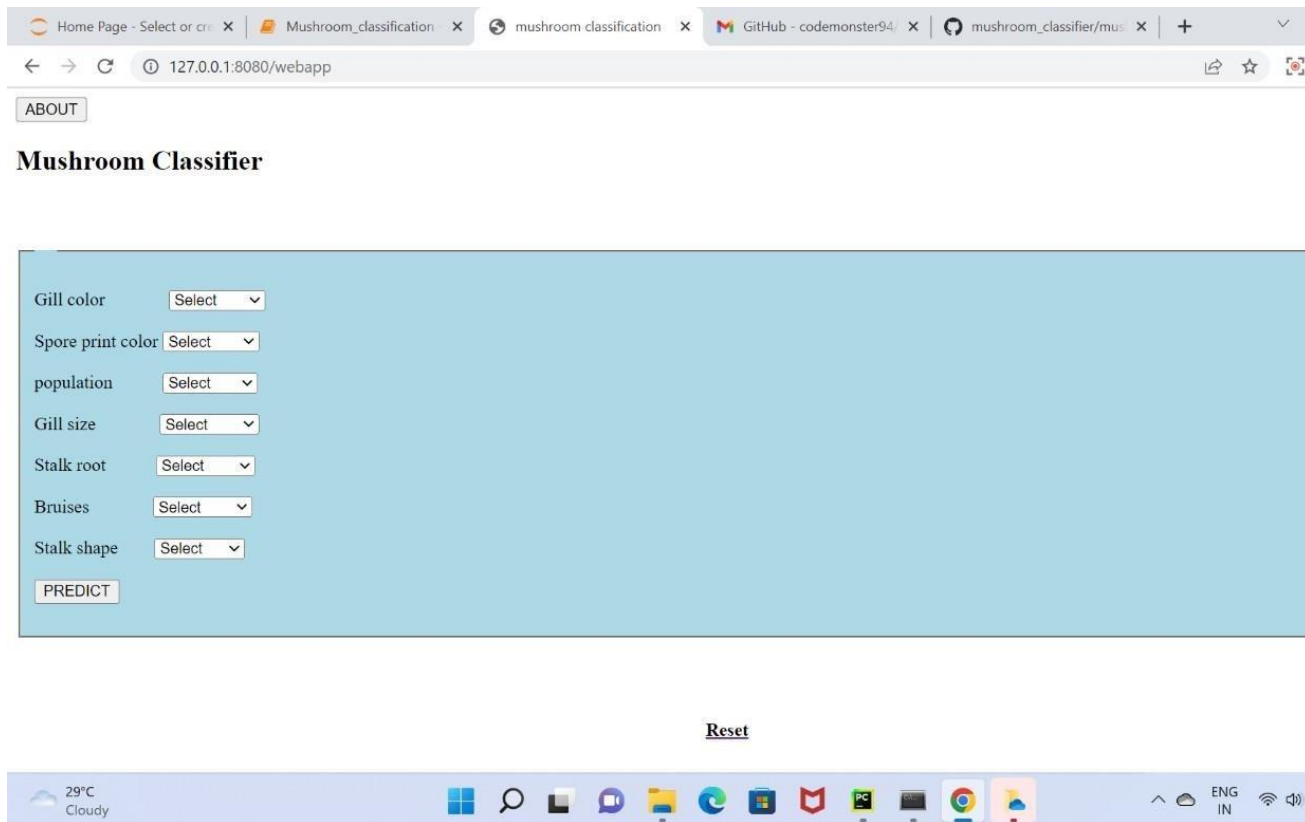 Home Page - Select or cre Mushroom_classification - mushroom classification GitHub - codemonster94/ mushroom_classifier/mus
127.0.0.1:8080/webapp
ABOUT
Mushroom Classifier
Gill color Select
Spore print color Select
population Select
Gill size Select
Stalk root Select
Bruises Select
Stalk shape Select
PREDICT
Reset
29°C
Cloudy
PC
ENG
IN